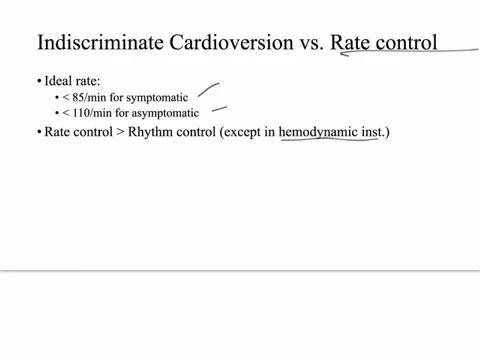 Indiscriminate Cardioversion vs. Rate control
• Ideal rate:
• < 85/min for symptomatic
• < 110/min for asymptomatic
• Rate control > Rhythm control (except in hemodynamic inst.)